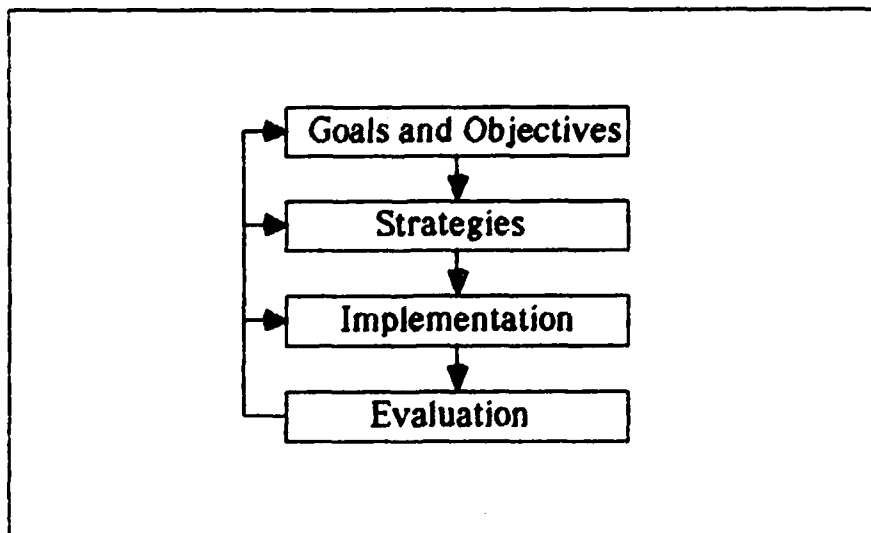 Goals and Objectives
Strategies
Implementation
Evaluation